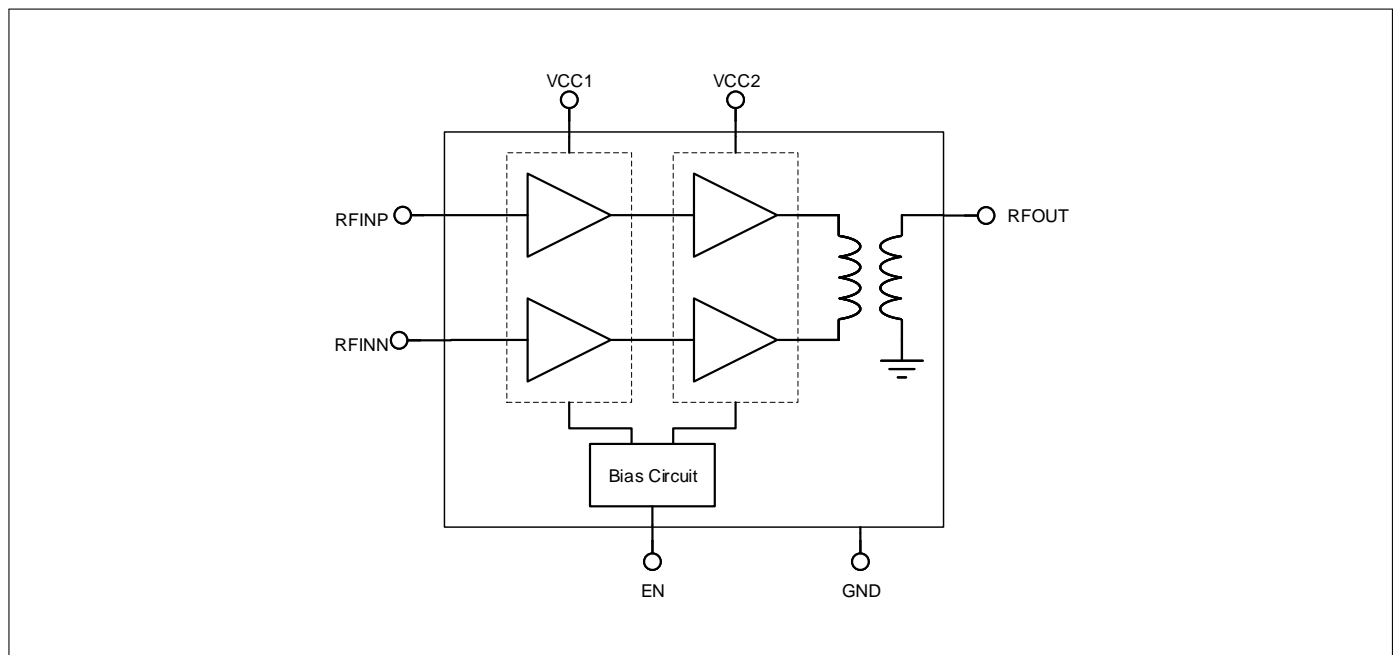 VCC1
VCC2
RFINP
RFOUT
RFINN
Bias Circuit
EN
GND